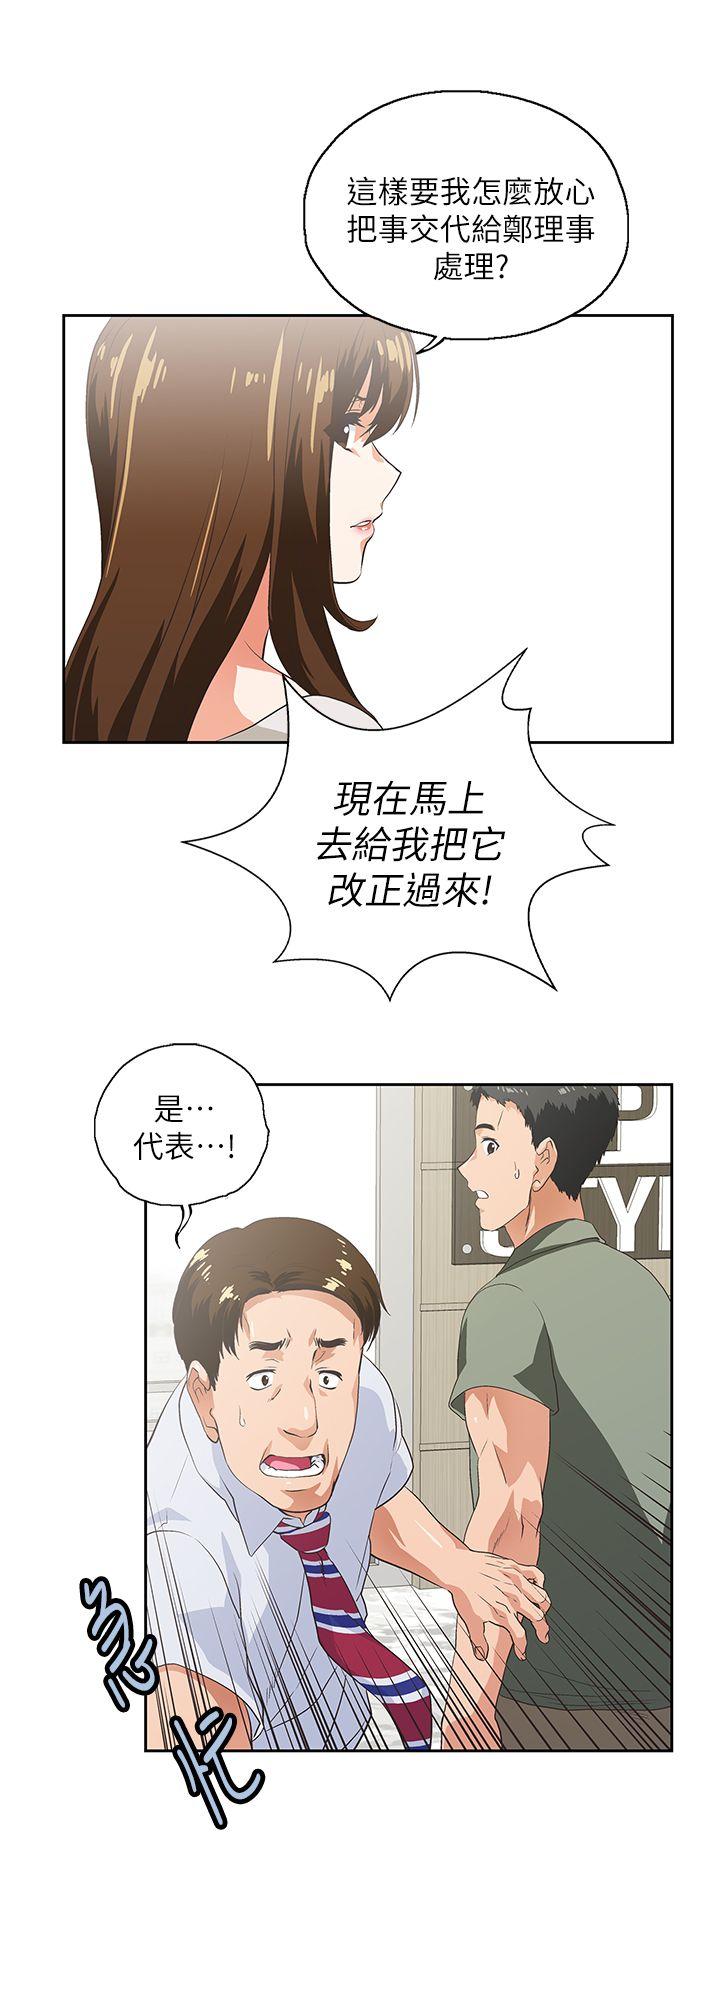 這樣要我怎麼放心
把事交代給鄭理事
處理?
現在馬上
去給我把它
改正過來!
是⋯
代表⋯!
P
TYL
急忙